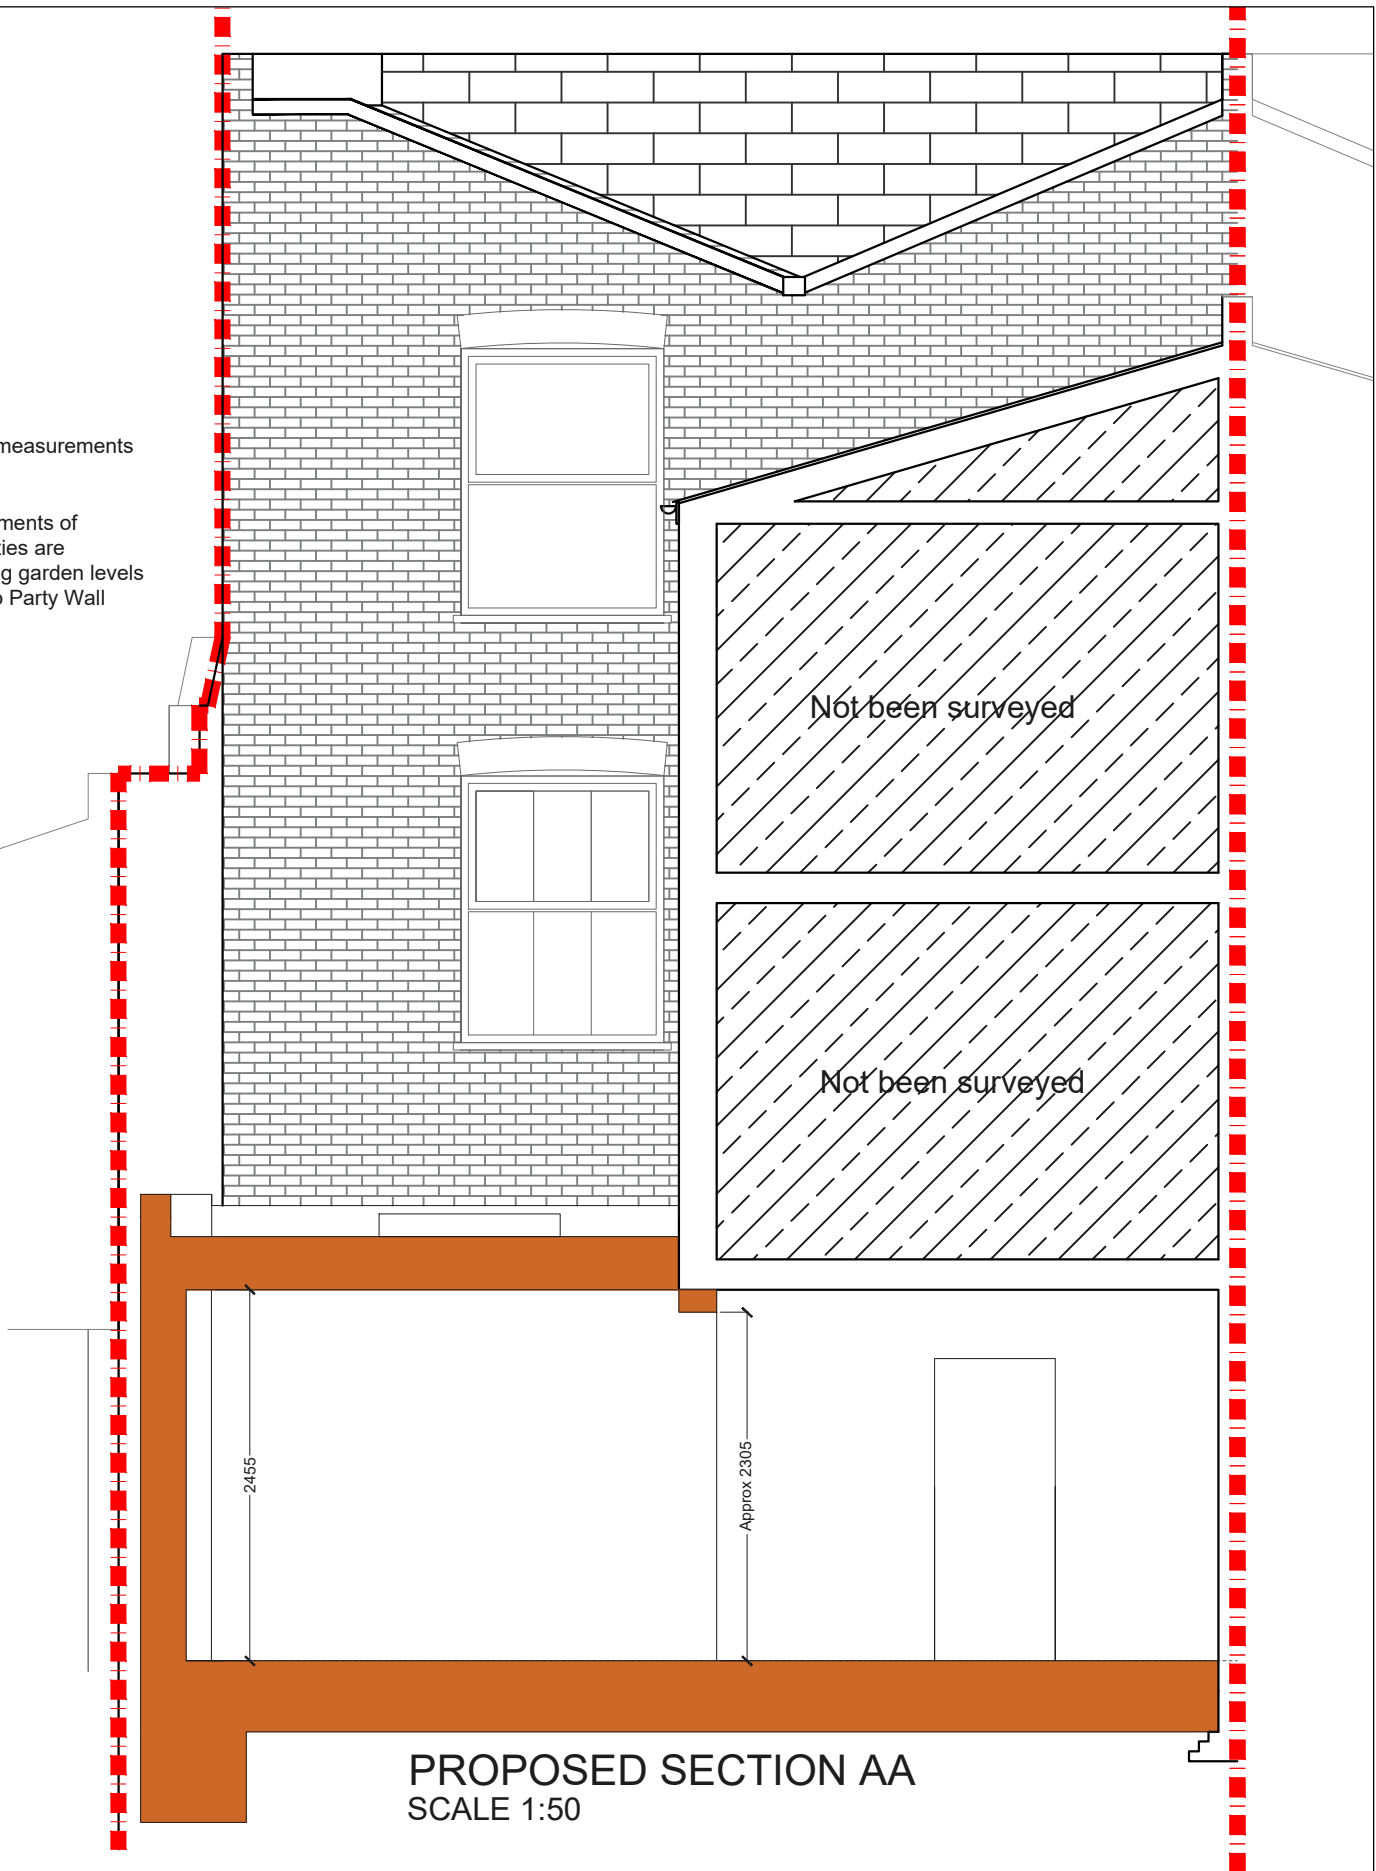 measurements
ments of
ties are
g garden levels
Party Wall
Not been surveyed
Not been surveyed
2455
Approx 2305
PROPOSED SECTION AA
SCALE 1:50